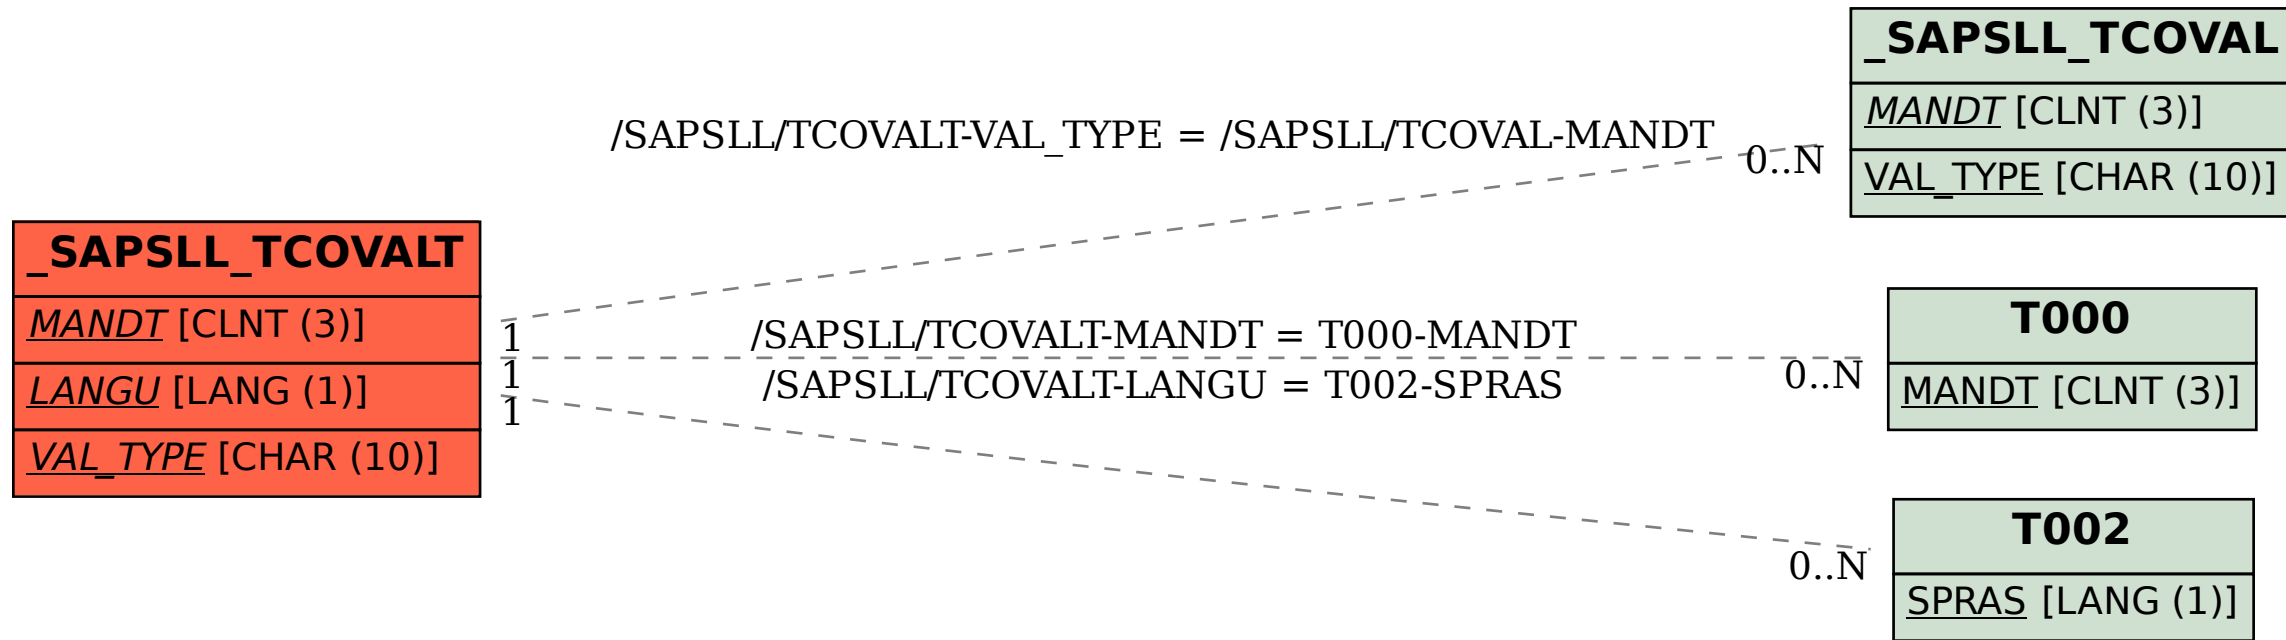 _SAPSLL_TCOVALT
MANDT [CLNT (3)]
LANGU [LANG (1)]
VAL_TYPE [CHAR (10)]
/SAPSLL/TCOVALT-VAL_TYPE = /SAPSLL/TCOVAL-MANDT
1
0..N
/SAPSLL/TCOVALT-MANDT = T000-MANDT
1
0..N
/SAPSLL/TCOVALT-LANGU = T002-SPRAS
1
0..N
_SAPSLL_TCOVAL
MANDT [CLNT (3)]
VAL_TYPE [CHAR (10)]
T000
MANDT [CLNT (3)]
T002
SPRAS [LANG (1)]